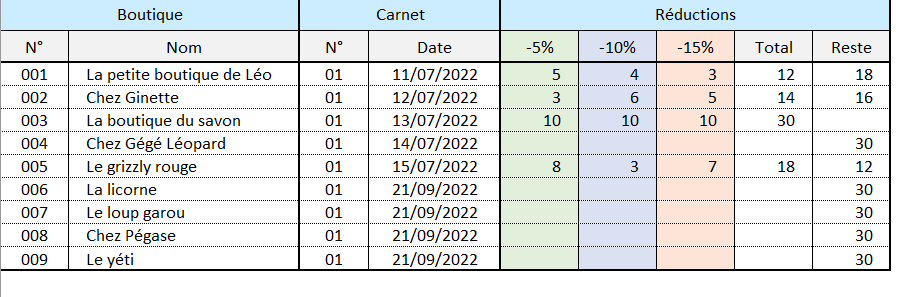 Boutique Carnet Réductions
N° Nom N° Date -5% -10% -15% Total Reste
001 La petite boutique de Léo 01 11/07/2022 5 4 3 12 18
002 Chez Ginette 01 12/07/2022 3 6 5 14 16
003 La boutique du savon 01 13/07/2022 10 10 10 30
004 Chez Gégé Léopard 01 14/07/2022 30
005 Le grizzly rouge 01 15/07/2022 8 3 7 18 12
006 La licorne 01 21/09/2022 30
007 Le loup garou 01 21/09/2022 30
008 Chez Pégase 01 21/09/2022 30
009 Le yéti 01 21/09/2022 30